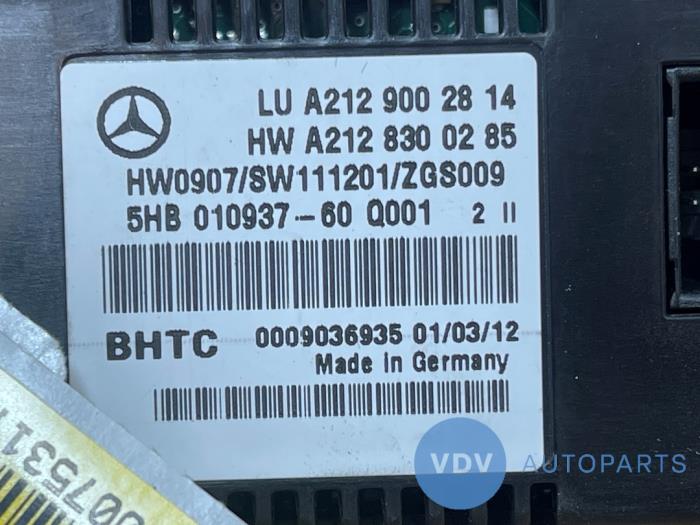 LU A212 900 28 14
HW A212 830 02 85
HW0907/SW111201/ZGS009
5HB 010937-60 Q001 2 II
BHTC 0009036935 01/03/12
Made in Germany
VDV AUTOPARTS